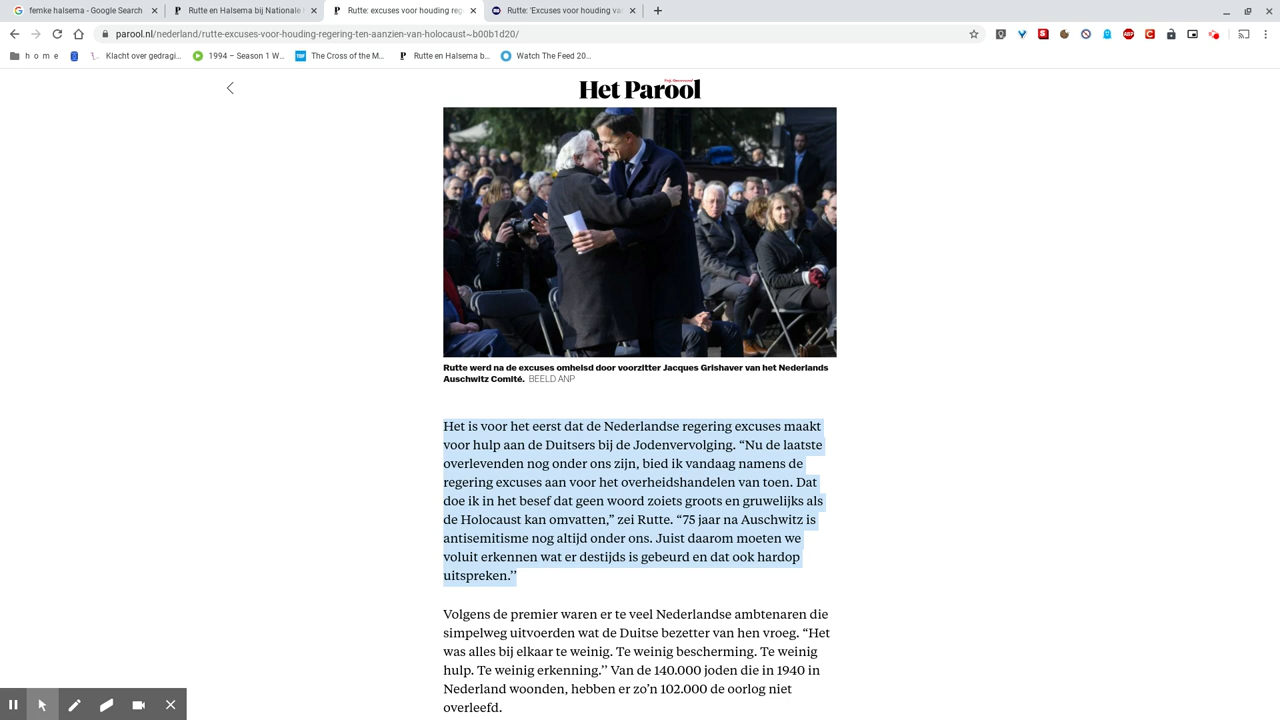 femke halsema - Google Search
Rutte en Halsema bij Nationale
Rutte: excuses voor houding reg
Rutte: 'Excuses voor houding va
parool.nl/nederland/rutte-excuses-voor-houding-regering-ten-aanzien-van-holocaust~b00b1d20/
h o m e
Klacht over gedragi...
1994 – Season 1 W...
The Cross of the M...
Rutte en Halsema b...
Watch The Feed 20...
Het Parool
Rutte werd na de excuses omhelsd door voorzitter Jacques Grishaver van het Nederlands
Auschwitz Comité. BEELD ANP
Het is voor het eerst dat de Nederlandse regering excuses maakt
voor hulp aan de Duitsers bij de Jodenvervolging. “Nu de laatste
overlevenden nog onder ons zijn, bied ik vandaag namens de
regering excuses aan voor het overheidshandelen van toen. Dat
doe ik in het besef dat geen woord zoiets groots en gruwelijks als
de Holocaust kan omvatten,” zei Rutte. “75 jaar na Auschwitz is
antisemitisme nog altijd onder ons. Juist daarom moeten we
voluit erkennen wat er destijds is gebeurd en dat ook hardop
uitspreken.’’
Volgens de premier waren er te veel Nederlandse ambtenaren die
simpelweg uitvoerden wat de Duitse bezetter van hen vroeg. “Het
was alles bij elkaar te weinig. Te weinig bescherming. Te weinig
hulp. Te weinig erkenning.’’ Van de 140.000 joden die in 1940 in
Nederland woonden, hebben er zo’n 102.000 de oorlog niet
overleefd.